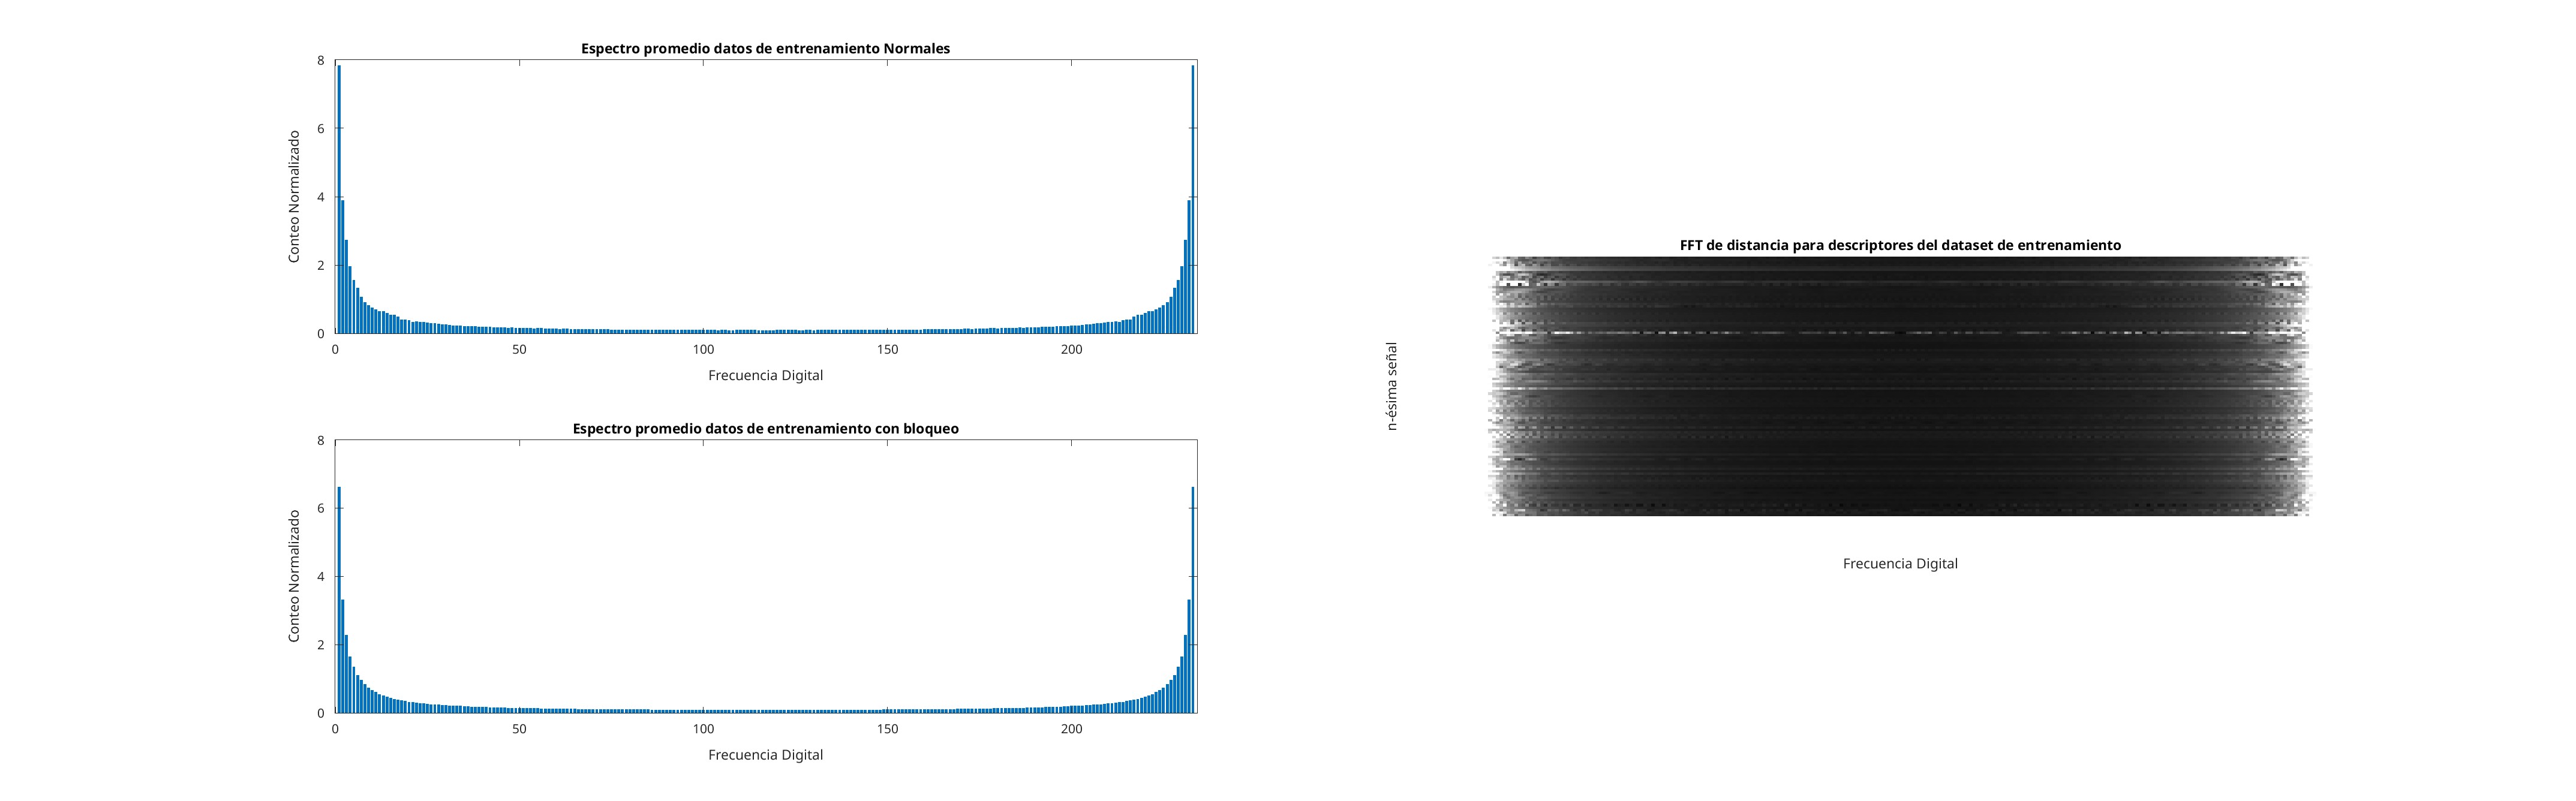 Espectro promedio datos de entrenamiento Normales
8
6
4
2
0
Conteo Normalizado
0 50 100 150 200
Frecuencia Digital
Espectro promedio datos de entrenamiento con bloqueo
8
6
4
2
0
Conteo Normalizado
0 50 100 150 200
Frecuencia Digital
FFT de distancia para descriptores del dataset de entrenamiento
n-ésima señal
Frecuencia Digital